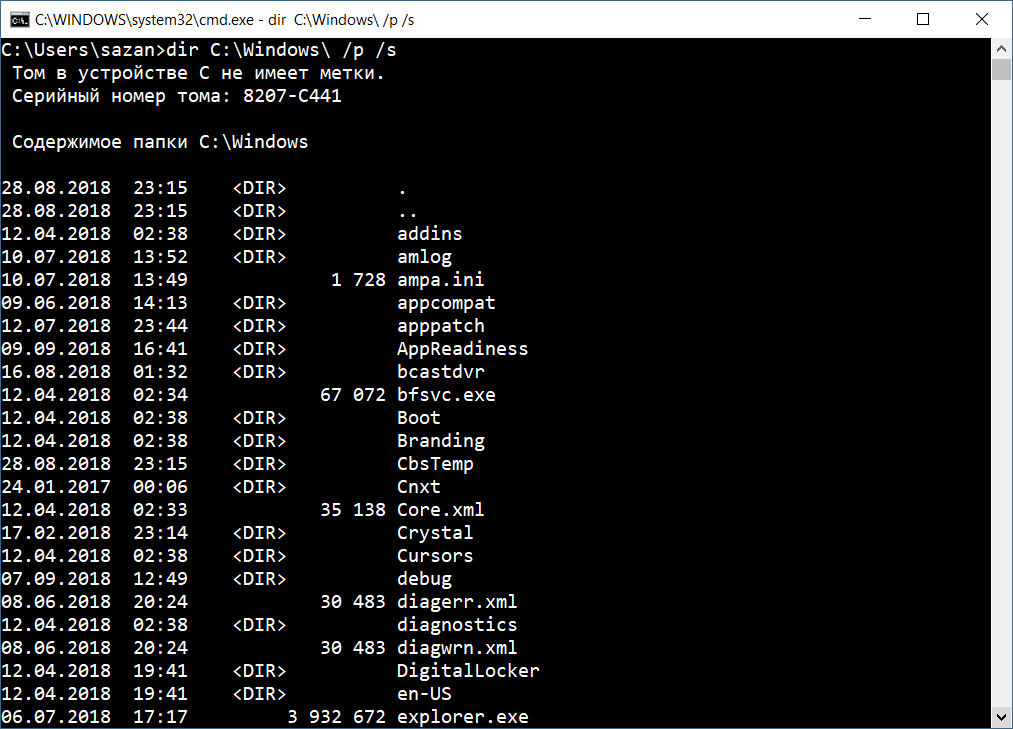 C:\WINDOWS\system32\cmd.exe - dir  C:\Windows\ /p /s
C:\Users\sazan>dir C:\Windows\ /p /s
 Том в устройстве C не имеет метки.
 Серийный номер тома: 8207-C441

 Содержимое папки C:\Windows

28.08.2018  23:15    <DIR>          .
28.08.2018  23:15    <DIR>          ..
12.04.2018  02:38    <DIR>          addins
10.07.2018  13:52    <DIR>          amlog
10.07.2018  13:49             1 728 ampa.ini
09.06.2018  14:13    <DIR>          appcompat
12.07.2018  23:44    <DIR>          apppatch
09.09.2018  16:41    <DIR>          AppReadiness
16.08.2018  01:32    <DIR>          bcastdvr
12.04.2018  02:34            67 072 bfsvc.exe
12.04.2018  02:38    <DIR>          Boot
12.04.2018  02:38    <DIR>          Branding
28.08.2018  23:15    <DIR>          CbsTemp
24.01.2017  00:06    <DIR>          Cnxt
12.04.2018  02:33            35 138 Core.xml
17.02.2018  23:14    <DIR>          Crystal
12.04.2018  02:38    <DIR>          Cursors
07.09.2018  12:49    <DIR>          debug
08.06.2018  20:24            30 483 diagerr.xml
12.04.2018  02:38    <DIR>          diagnostics
08.06.2018  20:24            30 483 diagwrn.xml
12.04.2018  19:41    <DIR>          DigitalLocker
12.04.2018  19:41    <DIR>          en-US
06.07.2018  17:17         3 932 672 explorer.exe